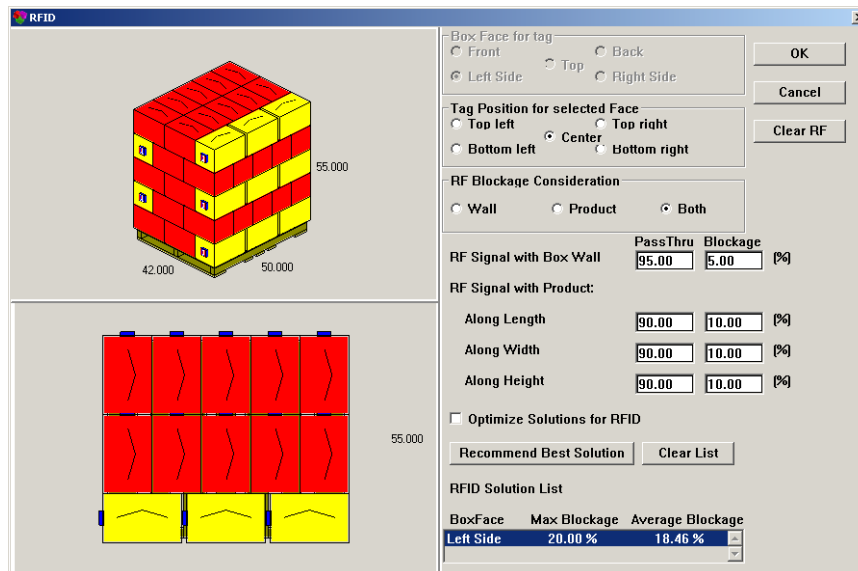 RFID
55.000
42.000
50.000
55.000
Box Face for tag
Front
Back
Top
Left Side
Right Side
Tag Position for selected Face
Top left
Top right
Center
Bottom left
Bottom right
RF Blockage Consideration
Wall
Product
Both
PassThru Blockage
RF Signal with Box Wall 95.00 5.00 (%)
RF Signal with Product:
Along Length 90.00 10.00 (%)
Along Width 90.00 10.00 (%)
Along Height 90.00 10.00 (%)
Optimize Solutions for RFID
Recommend Best Solution
Clear List
RFID Solution List
BoxFace Max Blockage Average Blockage
Left Side 20.00 % 18.46 %
OK
Cancel
Clear RF